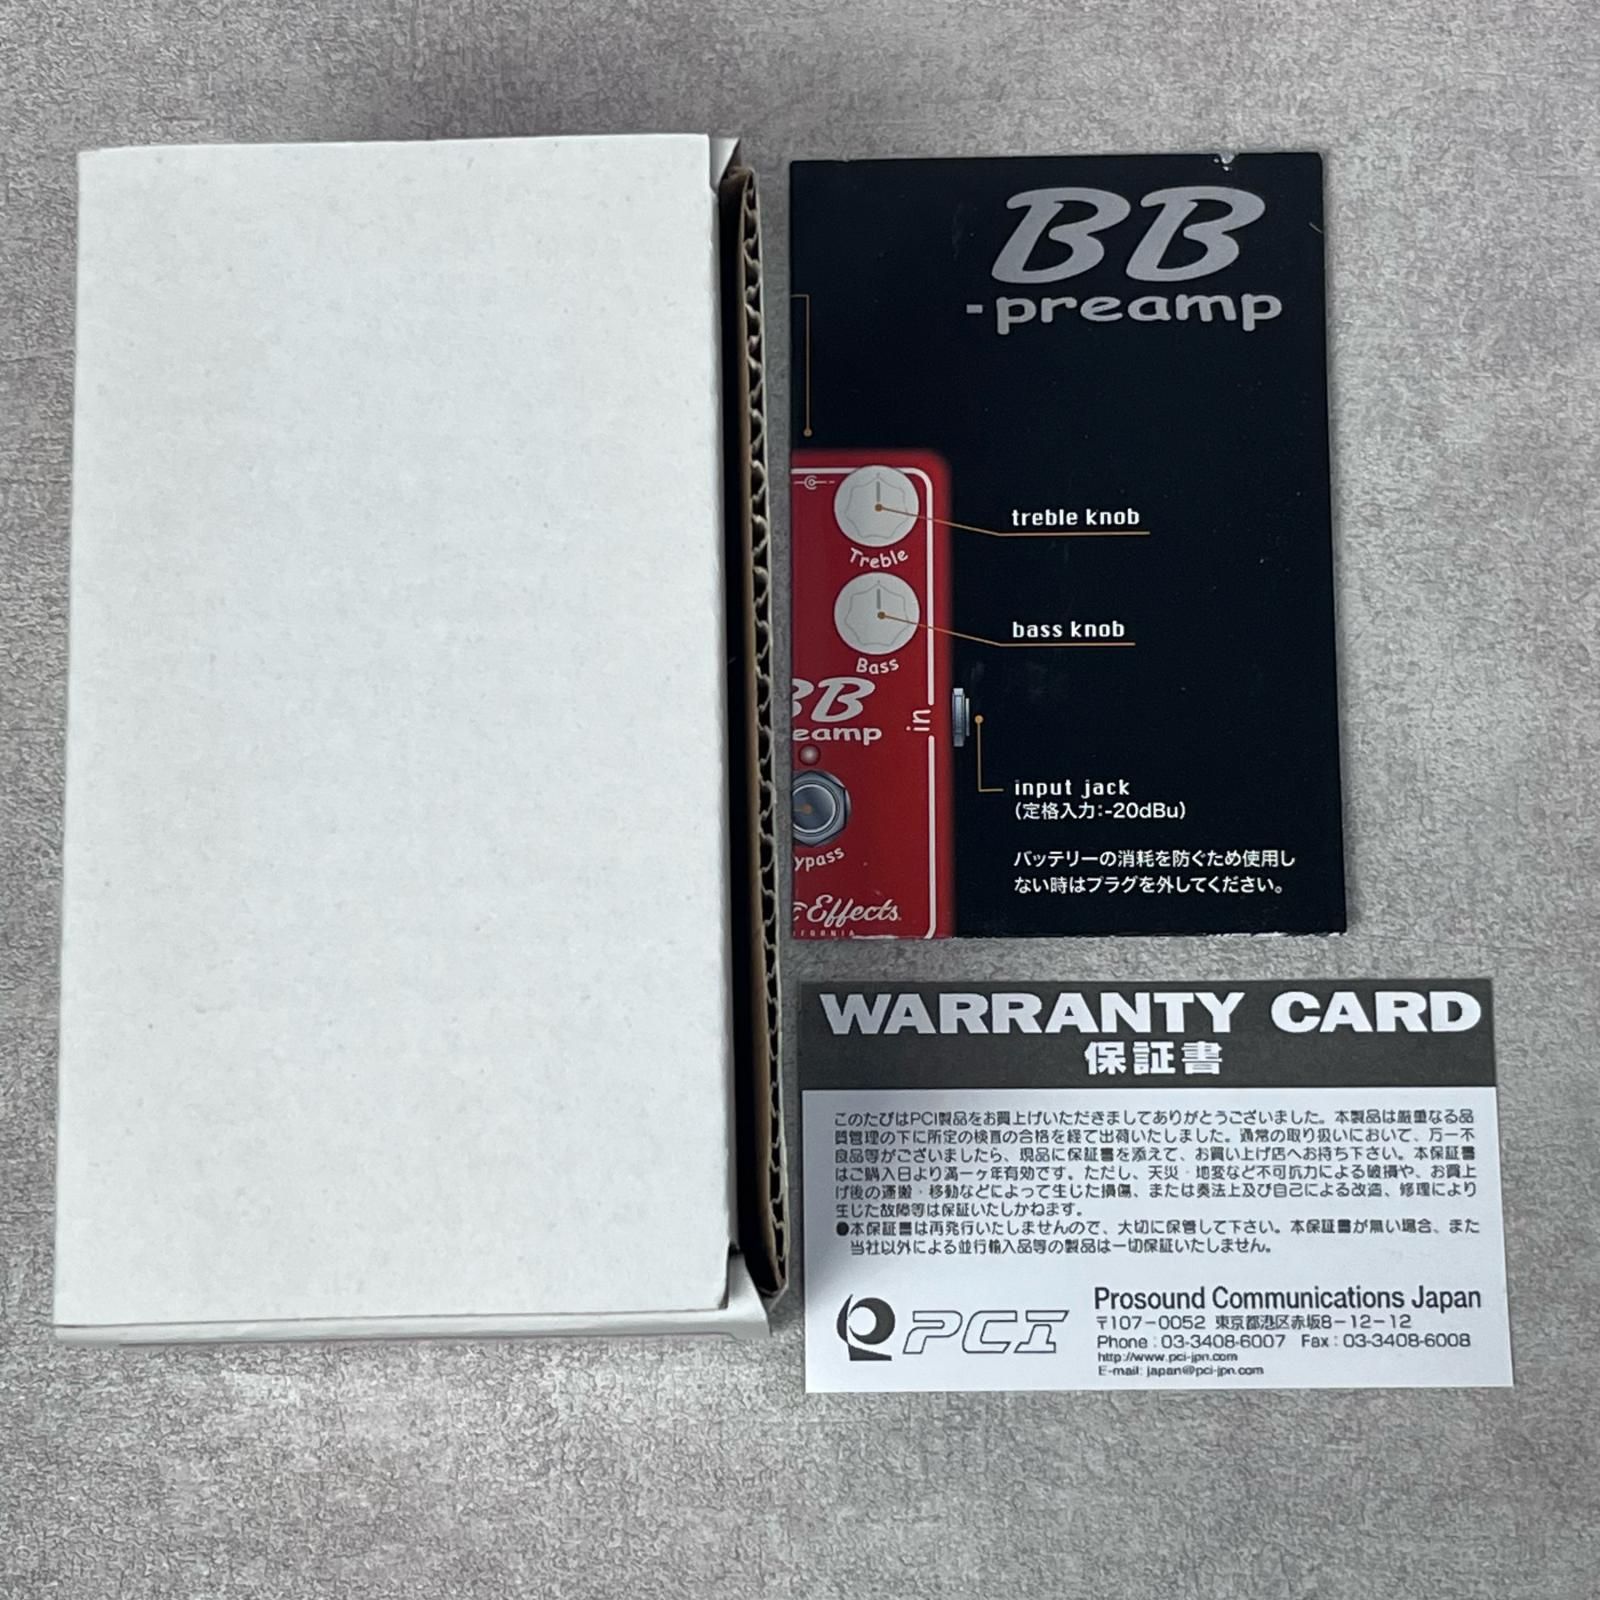 BB
-preamp
treble knob
Treble
bass knob
Bass
BB
eamp
in
input jack
(定格入力:-20dBu)
ypass
バッテリーの消耗を防ぐため使用し
ない時はプラグを外してください。
Effects
IFORNIA
WARRANTY CARD
保証書
このたびはPCI製品をお買上げいただきましてありがとうございました。本製品は厳重なる品
質管理の下に所定の検査の合格を経て出荷いたしました。通常の取り扱いにおいて、万一不
良品等がございましたら、現品に保証書を添えて、お買い上げ店へお持ち下さい。本保証書
はご購入日より満一ヶ年有効です。ただし、天災・地変など不可抗力による破損や、お買上
げ後の運搬・移動などによって生じた損傷、または奏法上及び自己による改造、修理により
生じた故障等は保証いたしかねます。
●本保証書は再発行いたしませんので、大切に保管して下さい。本保証書が無い場合、また
当社以外による並行輸入品等の製品は一切保証いたしません。
PCI
Prosound Communications Japan
〒107-0052 東京都港区赤坂8-12-12
Phone : 03-3408-6007 Fax : 03-3408-6008
http://www.pci-jpn.com
E-mail: japan@pci-jpn.com